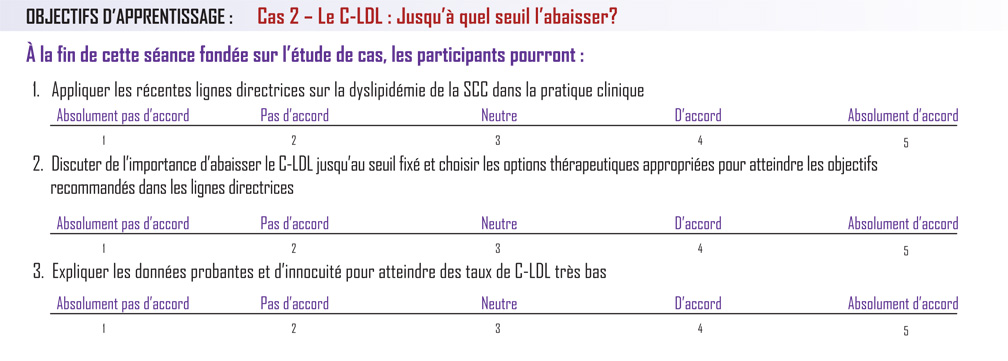 OBJECTIFS D'APPRENTISSAGE : Cas 2 – Le C-LDL : Jusqu'à quel seuil l'abaisser?
À la fin de cette séance fondée sur l'étude de cas, les participants pourront :
1. Appliquer les récentes lignes directrices sur la dyslipidémie de la SCC dans la pratique clinique
Absolument pas d'accord Pas d'accord Neutre D'accord Absolument d'accord
1 2 3 4 5
2. Discuter de l'importance d'abaisser le C-LDL jusqu'au seuil fixé et choisir les options thérapeutiques appropriées pour atteindre les objectifs
recommandés dans les lignes directrices
Absolument pas d'accord Pas d'accord Neutre D'accord Absolument d'accord
1 2 3 4 5
3. Expliquer les données probantes et d'innocuité pour atteindre des taux de C-LDL très bas
Absolument pas d'accord Pas d'accord Neutre D'accord Absolument d'accord
1 2 3 4 5